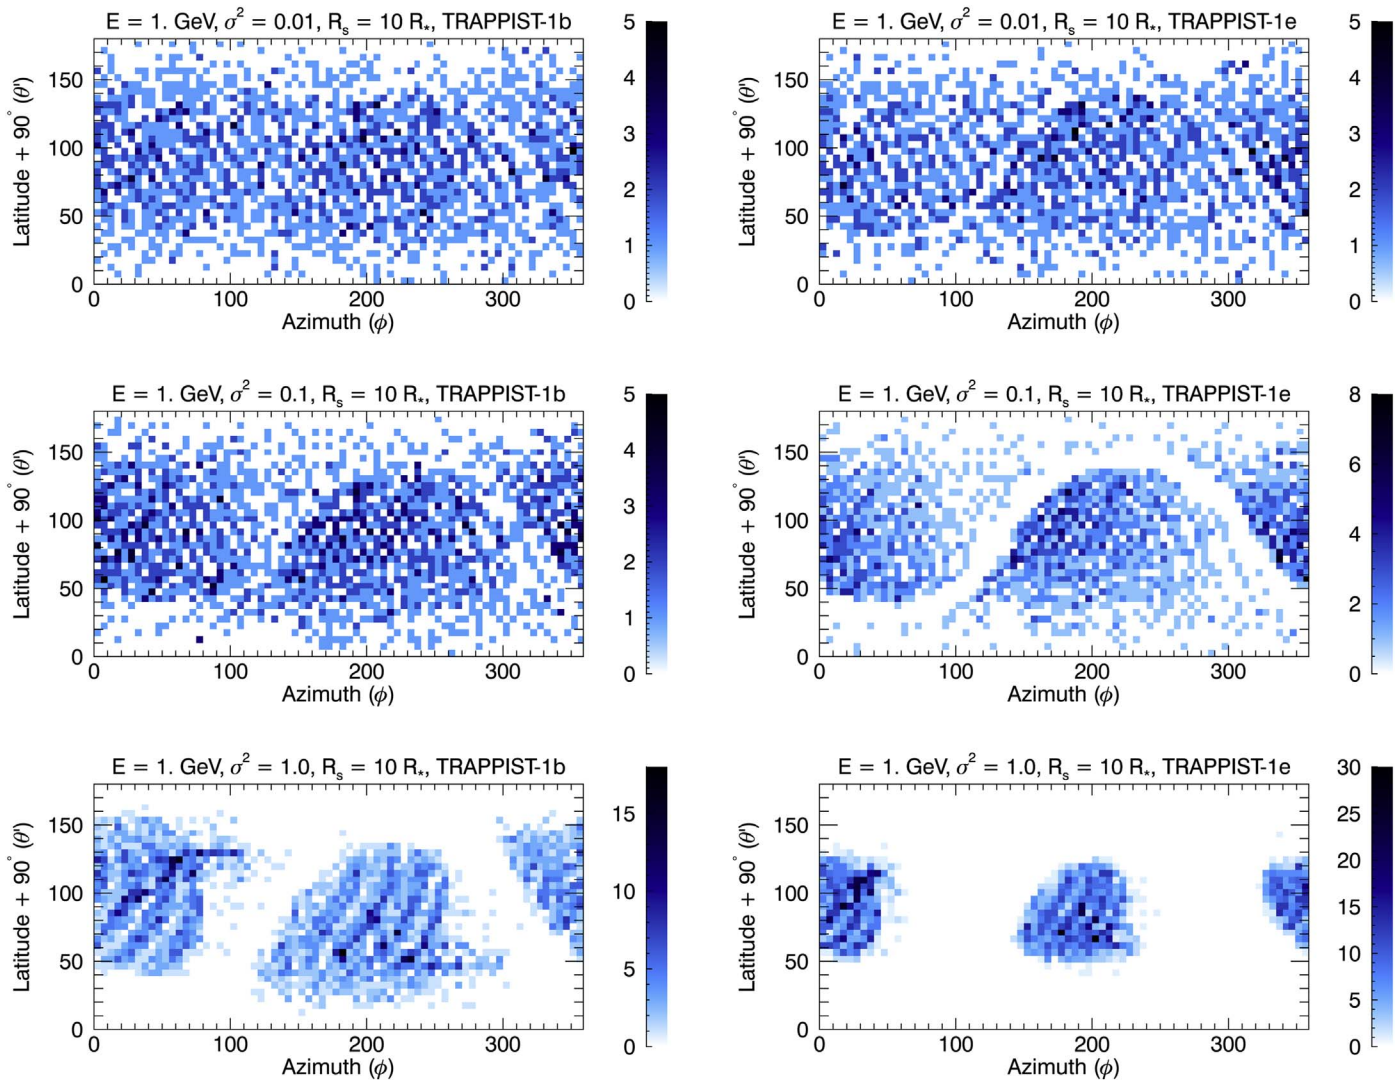 E = 1. GeV, σ² = 0.01, Rₛ = 10 R⁎, TRAPPIST-1b
Latitude + 90° (θ')
150
100
50
0
0 100 200 300
Azimuth (ϕ)
5
4
3
2
1
0
E = 1. GeV, σ² = 0.01, Rₛ = 10 R⁎, TRAPPIST-1e
Latitude + 90° (θ')
150
100
50
0
0 100 200 300
Azimuth (ϕ)
5
4
3
2
1
0
E = 1. GeV, σ² = 0.1, Rₛ = 10 R⁎, TRAPPIST-1b
Latitude + 90° (θ')
150
100
50
0
0 100 200 300
Azimuth (ϕ)
5
4
3
2
1
0
E = 1. GeV, σ² = 0.1, Rₛ = 10 R⁎, TRAPPIST-1e
Latitude + 90° (θ')
150
100
50
0
0 100 200 300
Azimuth (ϕ)
8
6
4
2
0
E = 1. GeV, σ² = 1.0, Rₛ = 10 R⁎, TRAPPIST-1b
Latitude + 90° (θ')
150
100
50
0
0 100 200 300
Azimuth (ϕ)
15
10
5
0
E = 1. GeV, σ² = 1.0, Rₛ = 10 R⁎, TRAPPIST-1e
Latitude + 90° (θ')
150
100
50
0
0 100 200 300
Azimuth (ϕ)
30
25
20
15
10
5
0